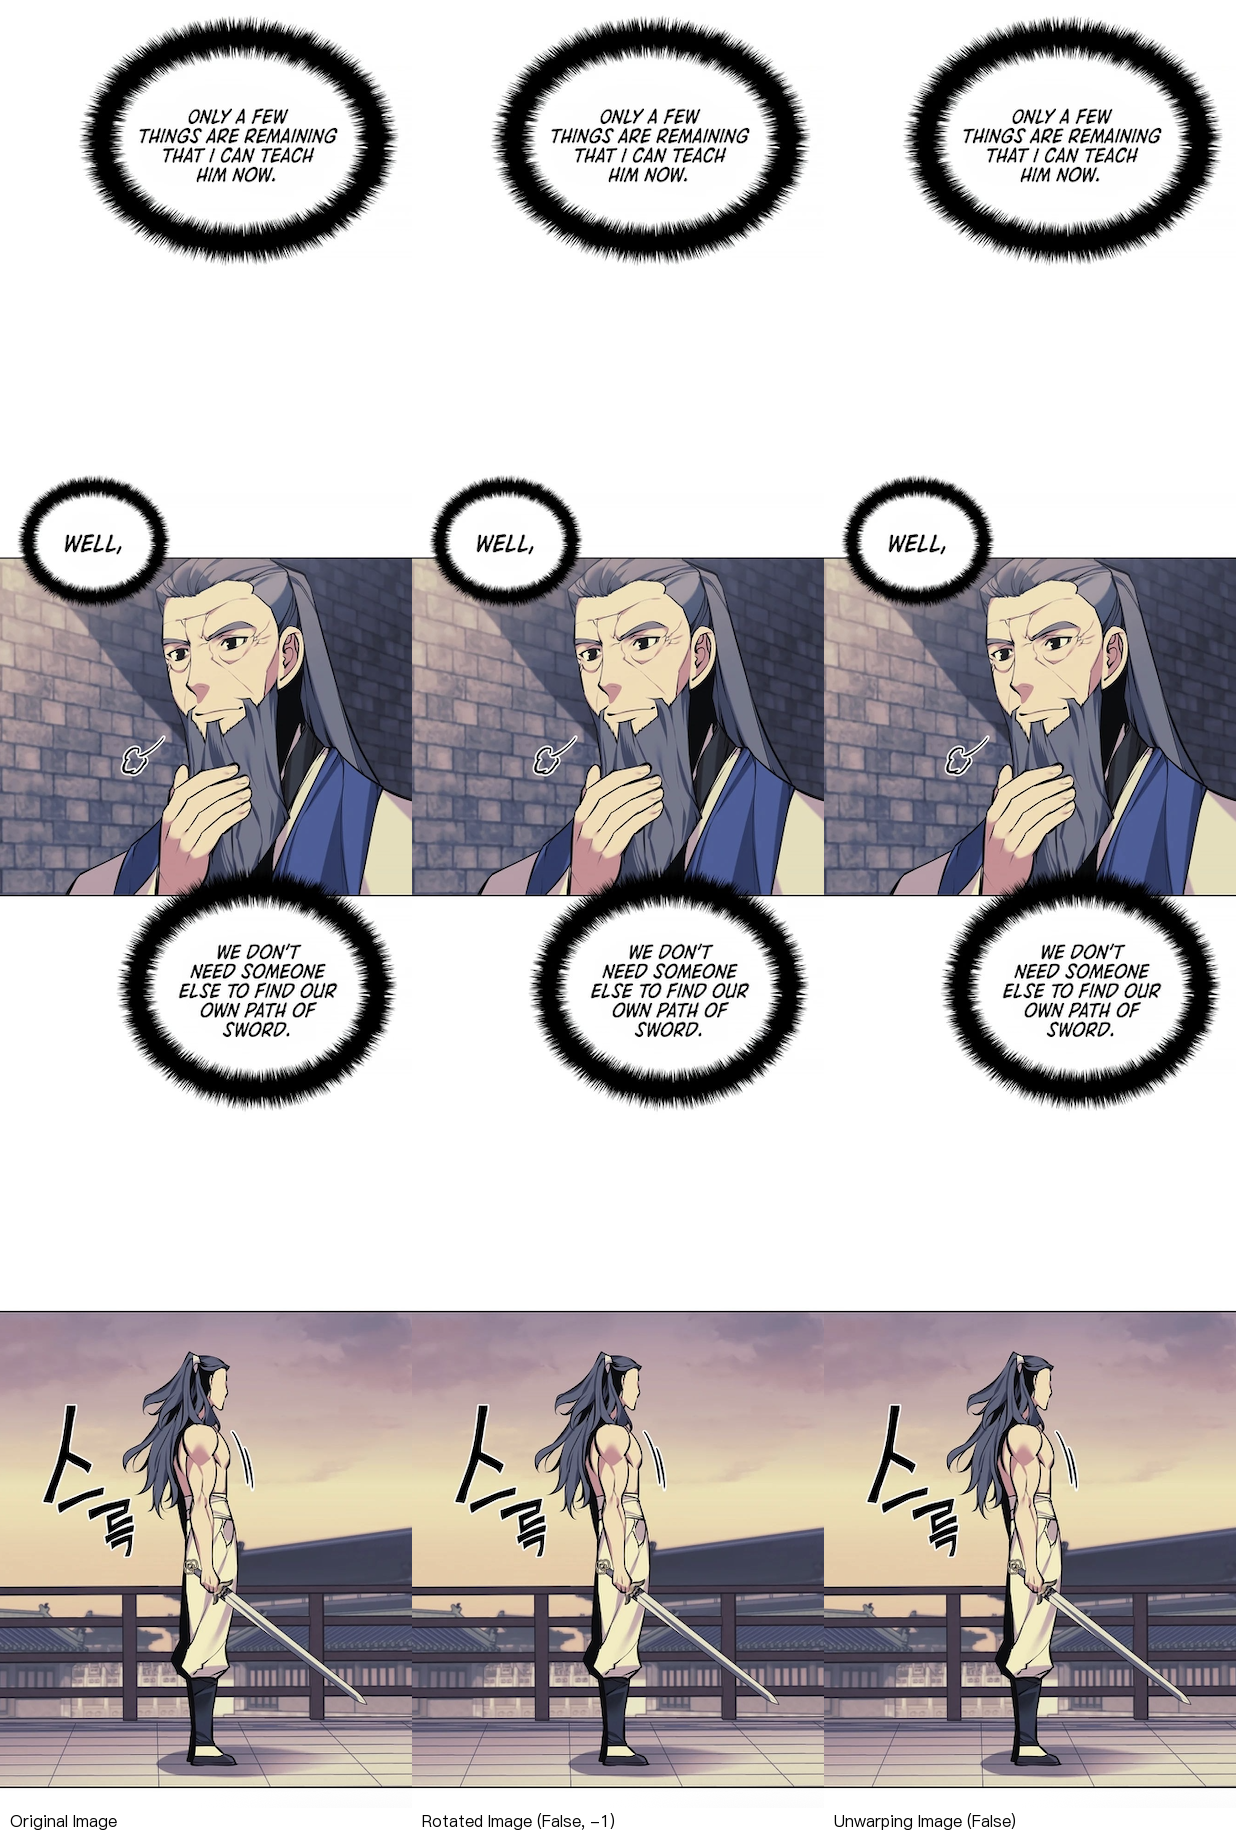 ONLY A FEW
THINGS ARE REMAINING
THAT I CAN TEACH
HIM NOW.
WELL,
WE DON'T
NEED SOMEONE
ELSE TO FIND OUR
OWN PATH OF
SWORD.
스륵
Original Image
ONLY A FEW
THINGS ARE REMAINING
THAT I CAN TEACH
HIM NOW.
WELL,
WE DON'T
NEED SOMEONE
ELSE TO FIND OUR
OWN PATH OF
SWORD.
스륵
Rotated Image (False, -1)
ONLY A FEW
THINGS ARE REMAINING
THAT I CAN TEACH
HIM NOW.
WELL,
WE DON'T
NEED SOMEONE
ELSE TO FIND OUR
OWN PATH OF
SWORD.
스륵
Unwarping Image (False)